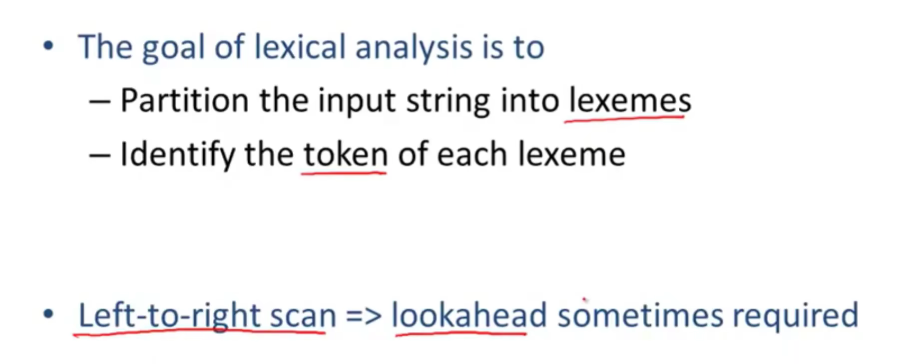 • The goal of lexical analysis is to
– Partition the input string into lexemes
– Identify the token of each lexeme
• Left-to-right scan => lookahead sometimes required